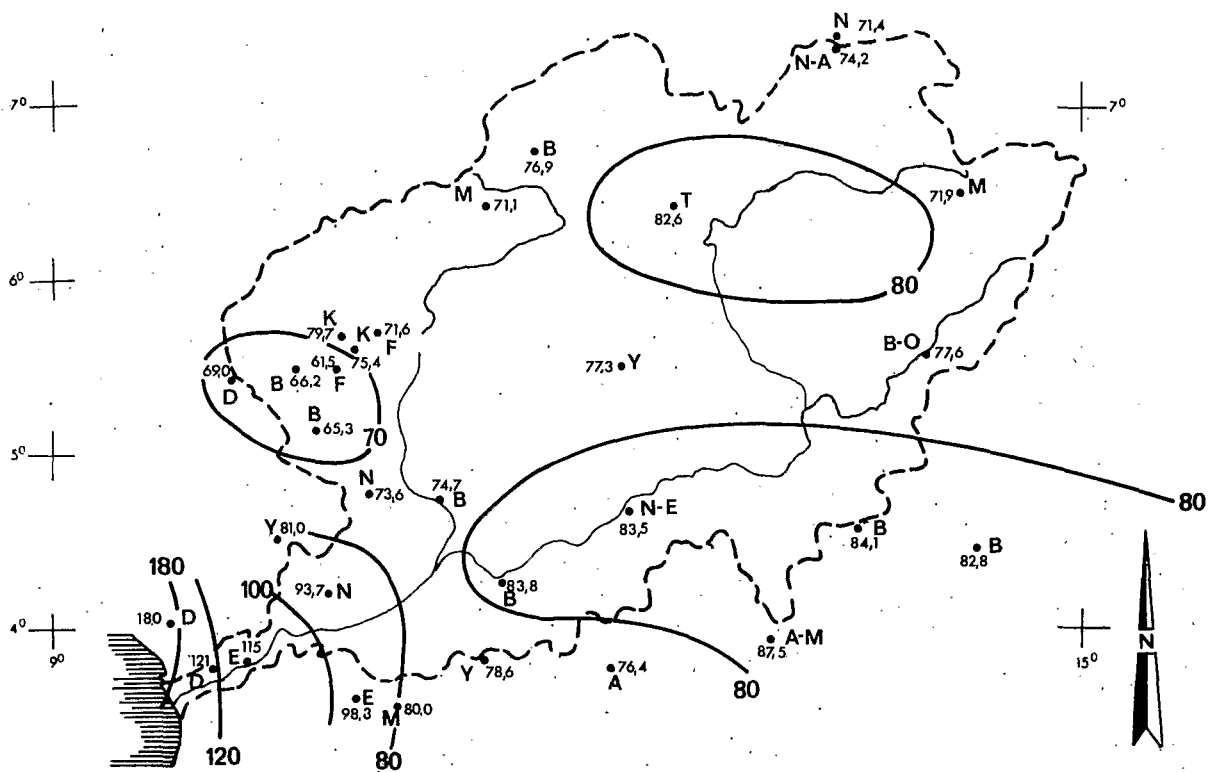 N 71,4
N-A 74,2
7° 7°
B
76,9
M
71,1
T
82,6
M
71,9
6°
80
K
79,7 K 71,6
F
75,4
61,5
F
B 66,2
69,0
D
B
65,3
70
77,3 Y
B-O
77,6
5°
N
73,6
74,7
B
N-E
83,5
80
Y 81,0
B
84,1
B
82,8
180
100
93,7 N
83,8
B
180 D
4°
9°
121
D
E 115
Y 78,6
76,4
A
A-M
87,5
N
15°
E
98,3
M 80,0
80
120
80